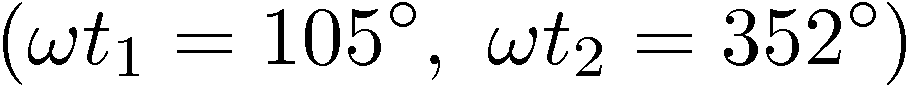 (ωt₁ = 105°, ωt₂ = 352°)